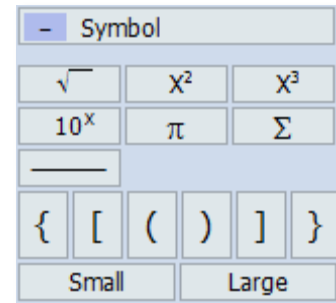 – Symbol
√ X² X³
10ˣ π Σ
{ [ ( ) ] }
Small Large